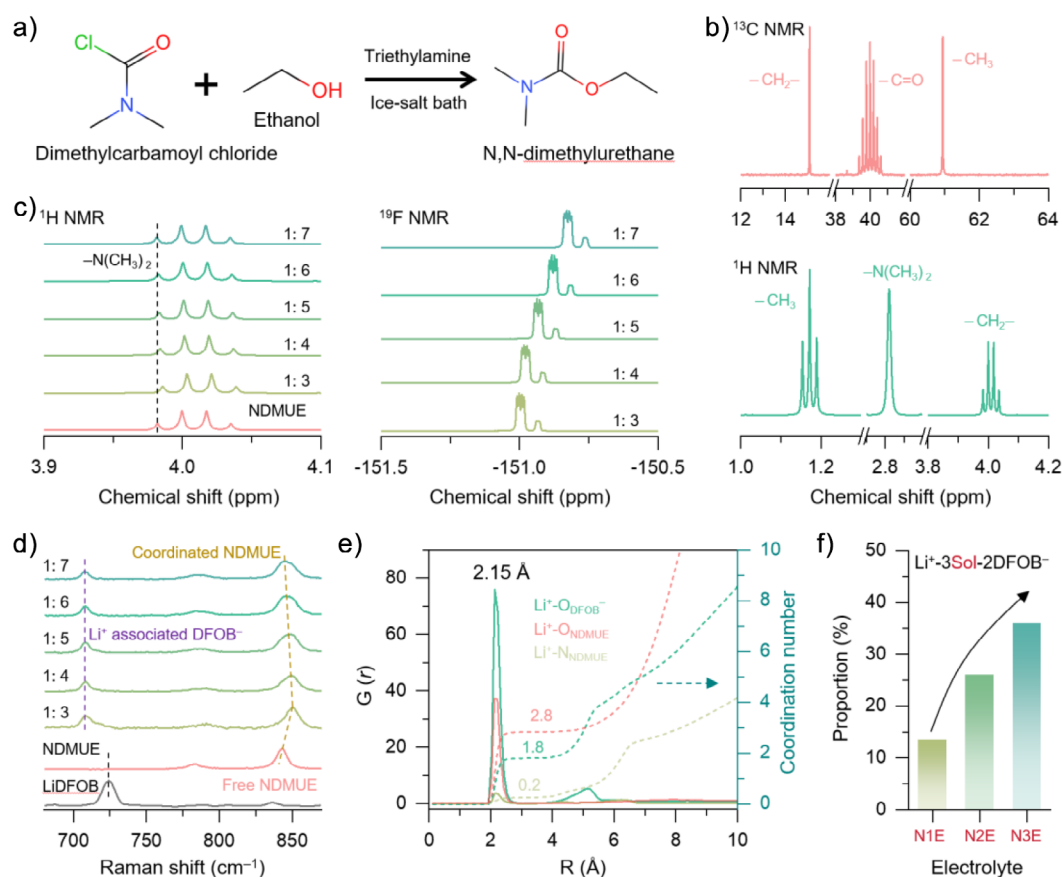 a)
Cl
O
N
+
OH
Ethanol
Dimethylcarbamoyl chloride
Triethylamine
Ice-salt bath
O
N
O
N,N-dimethylurethane
b)
¹³C NMR
–CH₂–
–C=O
–CH₃
12 14 38 40 60 62 64
¹H NMR
–CH₃
–N(CH₃)₂
–CH₂–
1.0 1.2 2.8 3.8 4.0 4.2
Chemical shift (ppm)
c)
¹H NMR
1: 7
–N(CH₃)₂
1: 6
1: 5
1: 4
1: 3
NDMUE
3.9 4.0 4.1
Chemical shift (ppm)
¹⁹F NMR
1: 7
1: 6
1: 5
1: 4
1: 3
-151.5 -151.0 -150.5
Chemical shift (ppm)
d)
Coordinated NDMUE
1: 7
1: 6
Li⁺ associated DFOB⁻
1: 5
1: 4
1: 3
NDMUE
Free NDMUE
LiDFOB
700 750 800 850
Raman shift (cm⁻¹)
e)
2.15 Å
Li⁺-O_DFOB⁻
Li⁺-O_NDMUE
Li⁺-N_NDMUE
2.8
1.8
0.2
80
60
40
20
0
G (r)
10
8
6
4
2
0
Coordination number
0 2 4 6 8 10
R (Å)
f)
Li⁺-3Sol-2DFOB⁻
50
40
30
20
10
0
Proportion (%)
N1E N2E N3E
Electrolyte